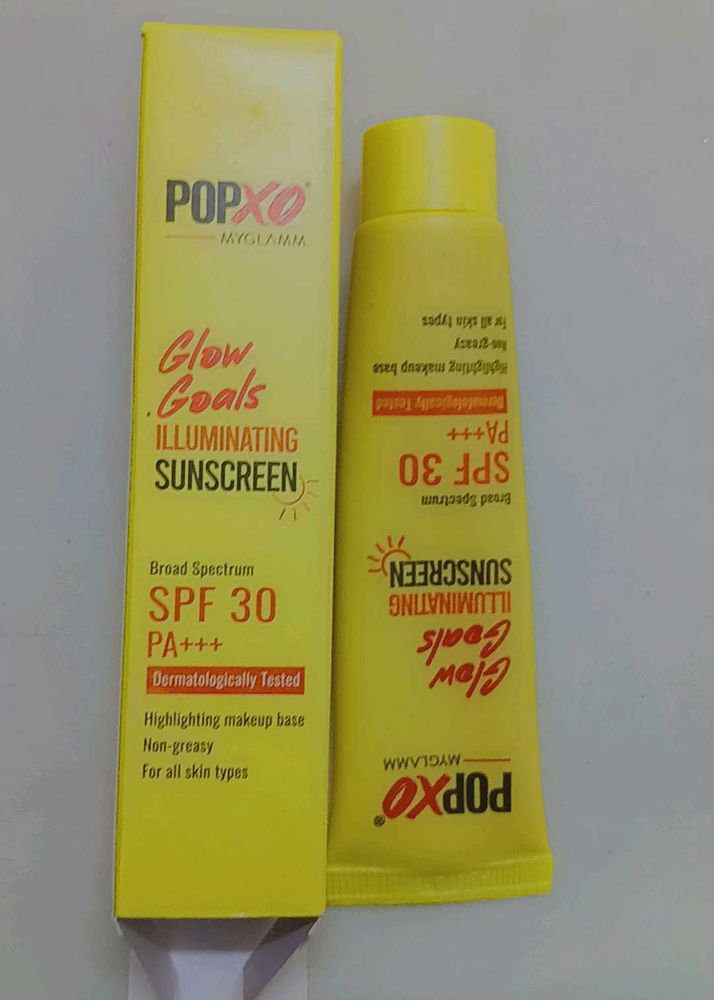 POPXO®
MYGLAMM
Glow
Goals
ILLUMINATING
SUNSCREEN
Broad Spectrum
SPF 30
PA+++
Dermatologically Tested
Highlighting makeup base
Non-greasy
For all skin types
POPXO®
MYGLAMM
Glow
Goals
ILLUMINATING
SUNSCREEN
Broad Spectrum
SPF 30
PA+++
Dermatologically Tested
Highlighting makeup base
Non-greasy
for all skin types